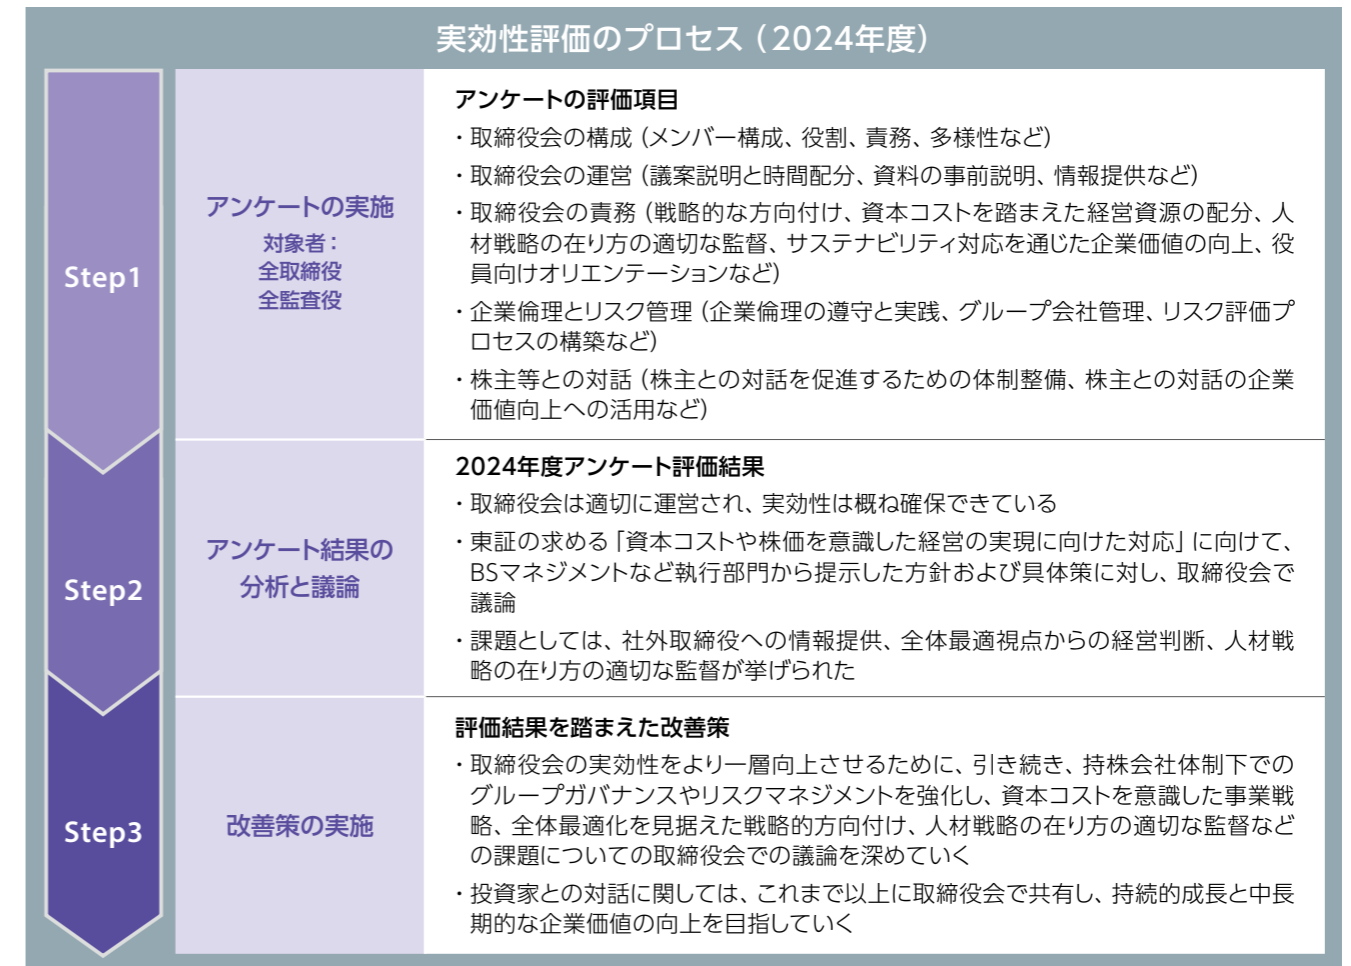 実効性評価のプロセス（2024年度）
Step1
アンケートの実施
対象者：
全取締役
全監査役
アンケートの評価項目
・取締役会の構成（メンバー構成、役割、責務、多様性など）
・取締役会の運営（議案説明と時間配分、資料の事前説明、情報提供など）
・取締役会の責務（戦略的な方向付け、資本コストを踏まえた経営資源の配分、人
材戦略の在り方の適切な監督、サステナビリティ対応を通じた企業価値の向上、役
員向けオリエンテーションなど）
・企業倫理とリスク管理（企業倫理の遵守と実践、グループ会社管理、リスク評価プ
ロセスの構築など）
・株主等との対話（株主との対話を促進するための体制整備、株主との対話の企業
価値向上への活用など）
Step2
アンケート結果の
分析と議論
2024年度アンケート評価結果
・取締役会は適切に運営され、実効性は概ね確保できている
・東証の求める「資本コストや株価を意識した経営の実現に向けた対応」に向けて、
BSマネジメントなど執行部門から提示した方針および具体策に対し、取締役会で
議論
・課題としては、社外取締役への情報提供、全体最適視点からの経営判断、人材戦
略の在り方の適切な監督が挙げられた
Step3
改善策の実施
評価結果を踏まえた改善策
・取締役会の実効性をより一層向上させるために、引き続き、持株会社体制下での
グループガバナンスやリスクマネジメントを強化し、資本コストを意識した事業戦
略、全体最適化を見据えた戦略的方向付け、人材戦略の在り方の適切な監督など
の課題についての取締役会での議論を深めていく
・投資家との対話に関しては、これまで以上に取締役会で共有し、持続的成長と中長
期的な企業価値の向上を目指していく